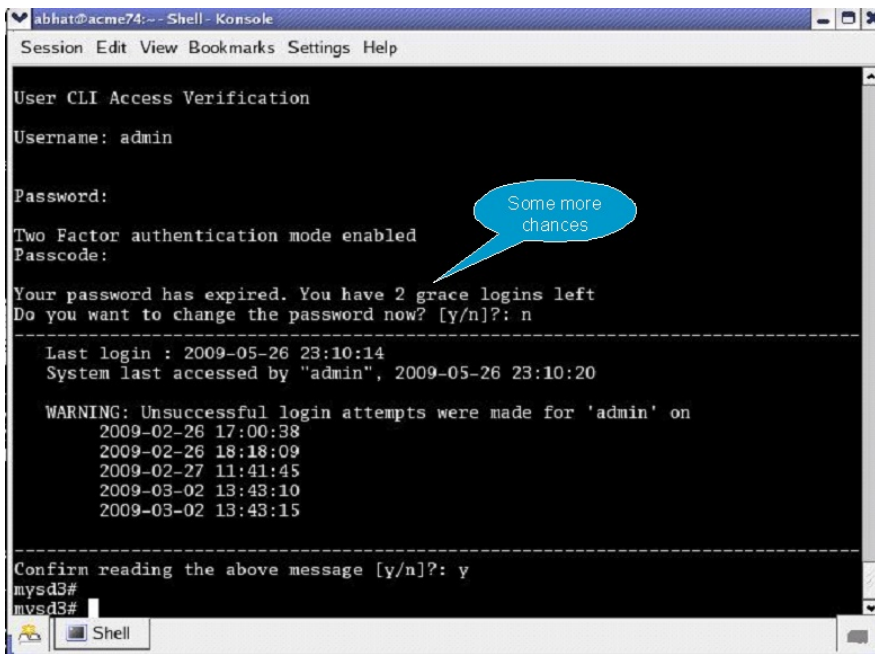 abhat@acme74:~ - Shell - Konsole
Session Edit View Bookmarks Settings Help
User CLI Access Verification
Username: admin
Password:
Some more
chances
Two Factor authentication mode enabled
Passcode:
Your password has expired. You have 2 grace logins left
Do you want to change the password now? [y/n]?: n
--------------------------------------------------------------------------------
Last login : 2009-05-26 23:10:14
System last accessed by "admin", 2009-05-26 23:10:20
WARNING: Unsuccessful login attempts were made for 'admin' on
2009-02-26 17:00:38
2009-02-26 18:18:09
2009-02-27 11:41:45
2009-03-02 13:43:10
2009-03-02 13:43:15
--------------------------------------------------------------------------------
Confirm reading the above message [y/n]?: y
mysd3#
mysd3#
Shell